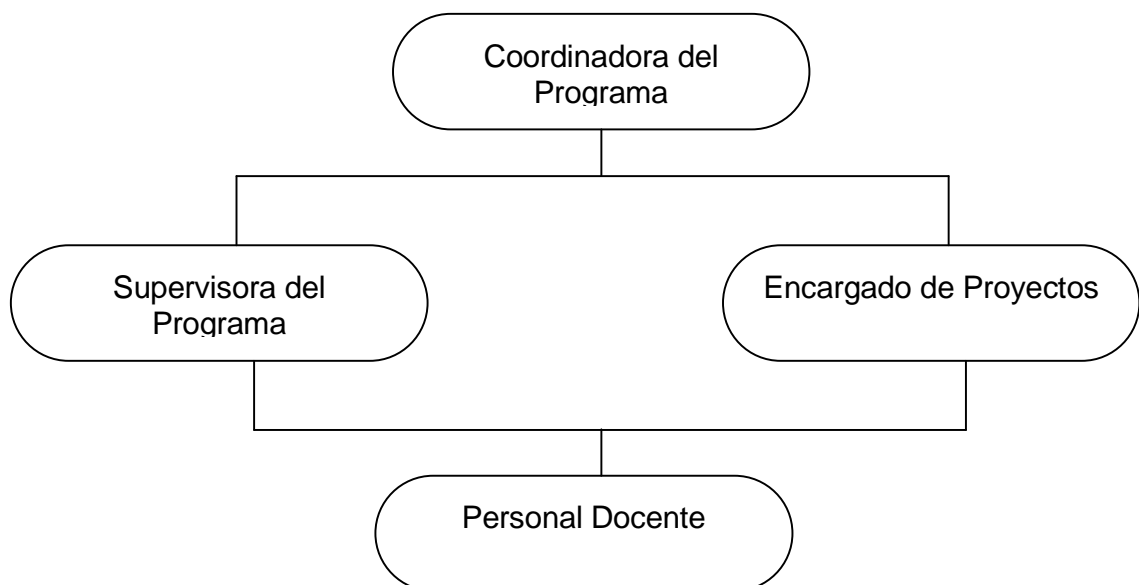 Coordinadora del
Programa
Supervisora del
Programa
Encargado de Proyectos
Personal Docente